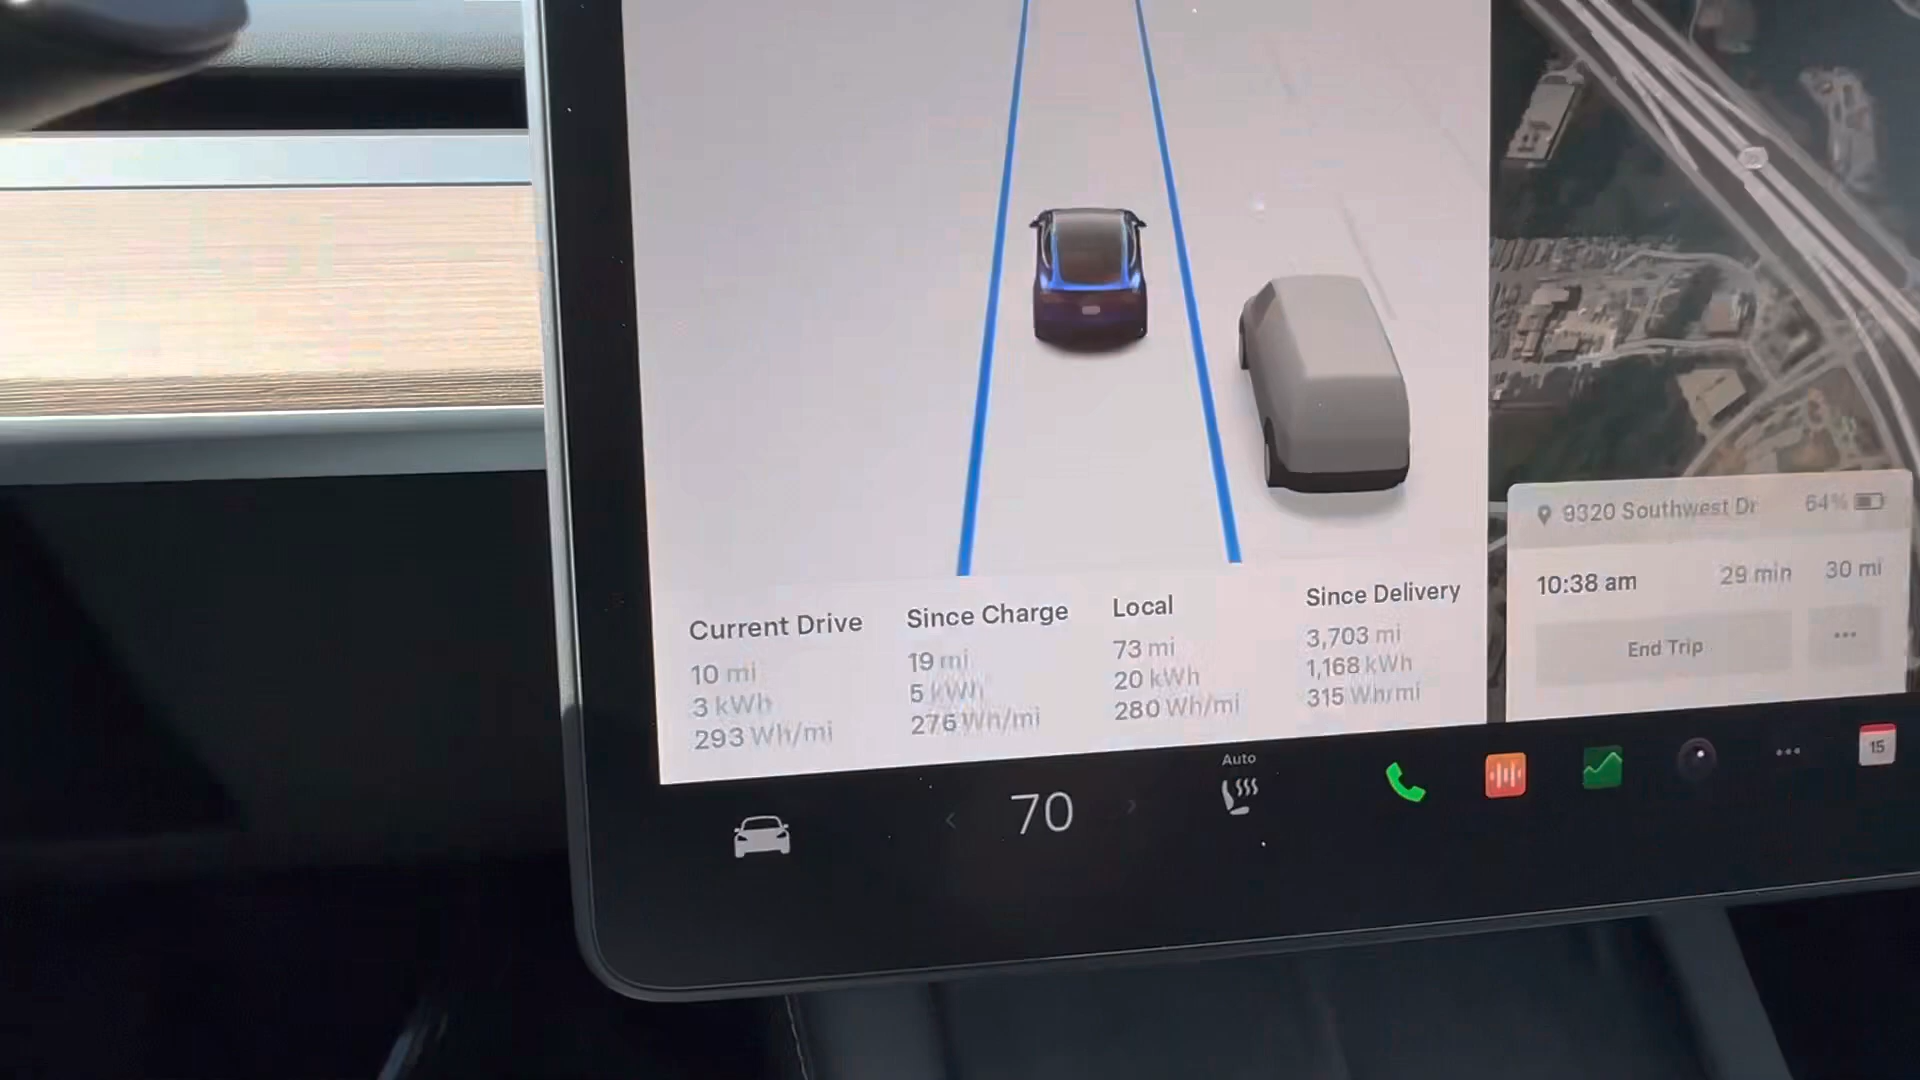 Current Drive
10 mi
3 kWh
293 Wh/mi
Since Charge
19 mi
5 kWh
276 Wh/mi
Local
73 mi
20 kWh
280 Wh/mi
Since Delivery
3,703 mi
1,168 kWh
315 Wh/mi
9320 Southwest Dr 64%
10:38 am 29 min 30 mi
End Trip
Auto
< 70 >
15